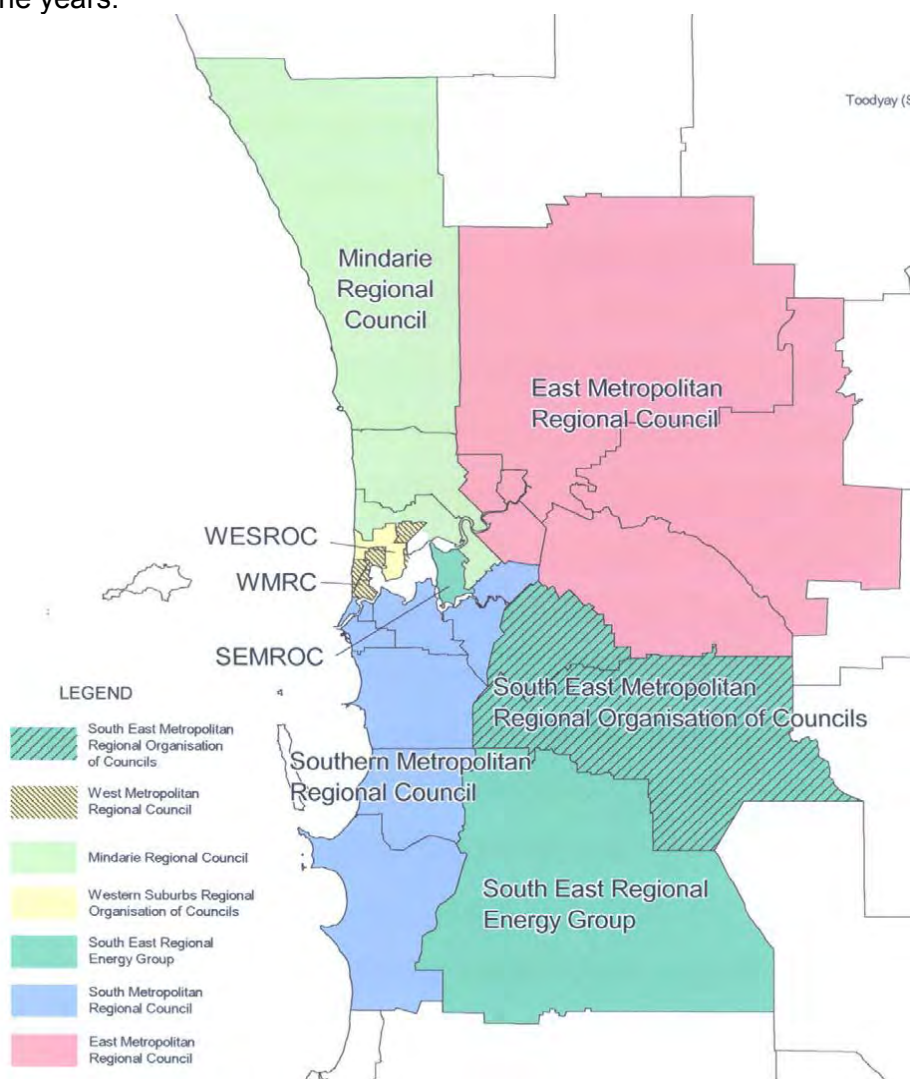 he years.
Toodyay (S
Mindarie
Regional
Council
East Metropolitan
Regional Council
WESROC
WMRC
SEMROC
South East Metropolitan
Regional Organisation of Councils
Southern Metropolitan
Regional Council
South East Regional
Energy Group
LEGEND
South East Metropolitan
Regional Organisation
of Councils
West Metropolitan
Regional Council
Mindarie Regional Council
Western Suburbs Regional
Organisation of Councils
South East Regional
Energy Group
South Metropolitan
Regional Council
East Metropolitan
Regional Council